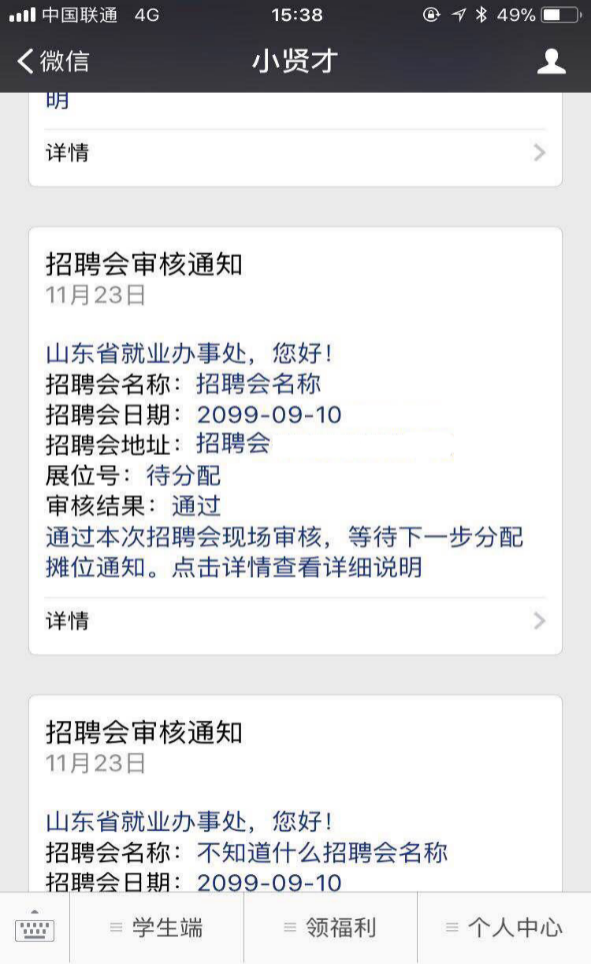 中国联通 4G 15:38 49%
微信 小贤才
明
详情
招聘会审核通知
11月23日
山东省就业办事处，您好！
招聘会名称：招聘会名称
招聘会日期：2099-09-10
招聘会地址：招聘会
展位号：待分配
审核结果：通过
通过本次招聘会现场审核，等待下一步分配
摊位通知。点击详情查看详细说明
详情
招聘会审核通知
11月23日
山东省就业办事处，您好！
招聘会名称：不知道什么招聘会名称
招聘会日期：2099-09-10
学生端 领福利 个人中心